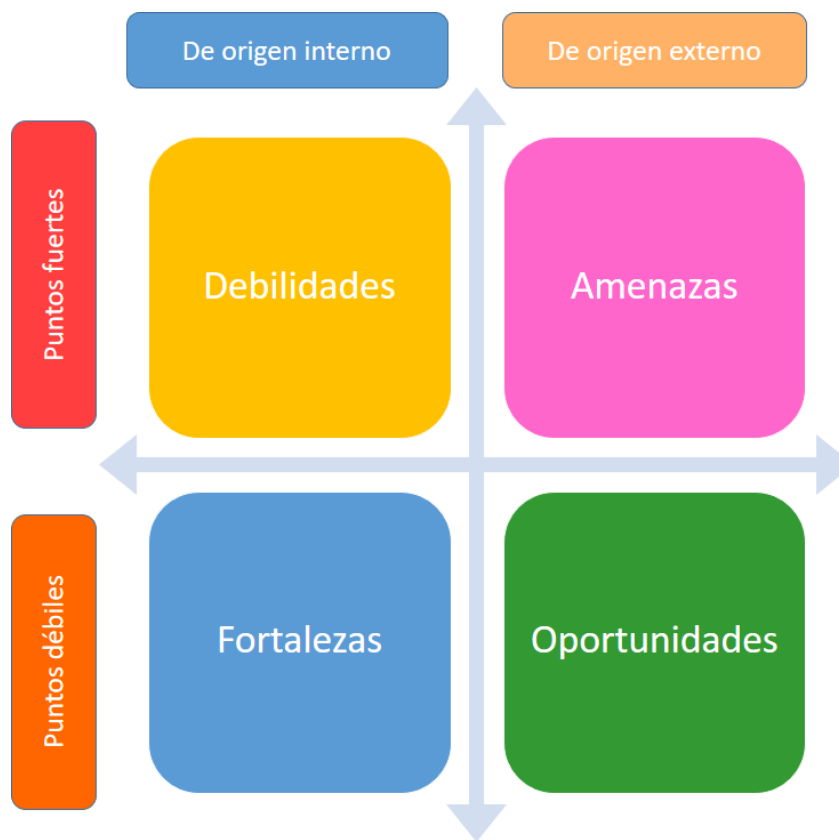 De origen interno
De origen externo
Puntos fuertes
Debilidades
Amenazas
Puntos débiles
Fortalezas
Oportunidades